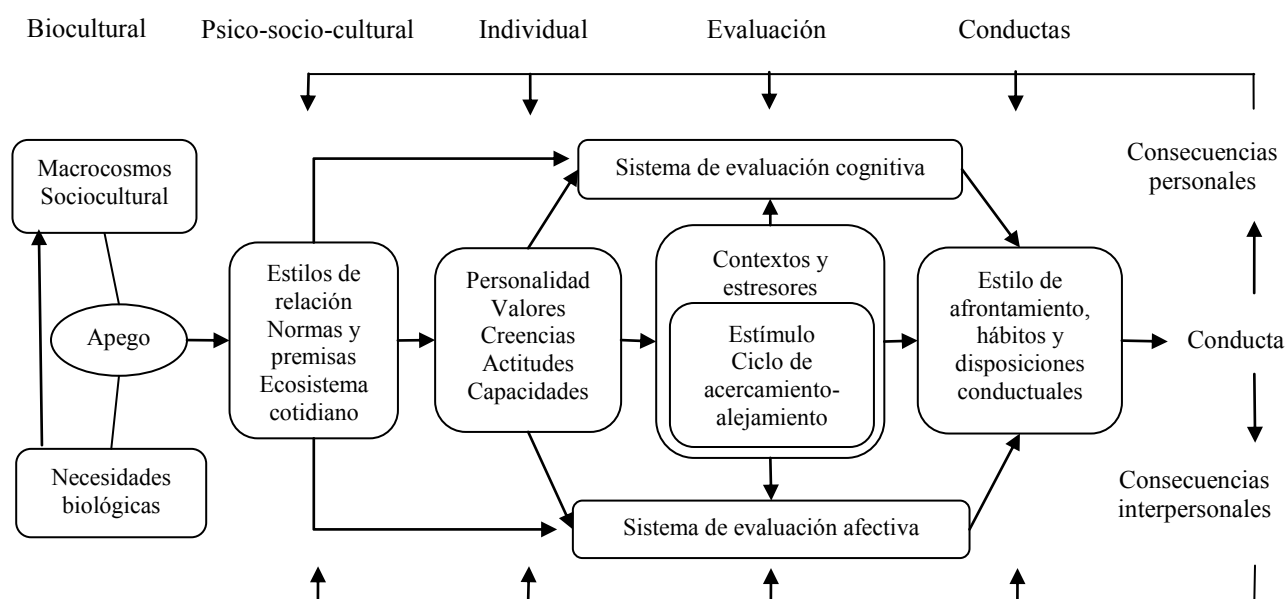 Biocultural
Psico-socio-cultural
Individual
Evaluación
Conductas
Macrocosmos
Sociocultural
Apego
Necesidades
biológicas
Estilos de
relación
Normas y
premisas
Ecosistema
cotidiano
Personalidad
Valores
Creencias
Actitudes
Capacidades
Sistema de evaluación cognitiva
Contextos y
estresores
Estímulo
Ciclo de
acercamiento-
alejamiento
Sistema de evaluación afectiva
Estilo de
afrontamiento,
hábitos y
disposiciones
conductuales
Consecuencias
personales
Conducta
Consecuencias
interpersonales